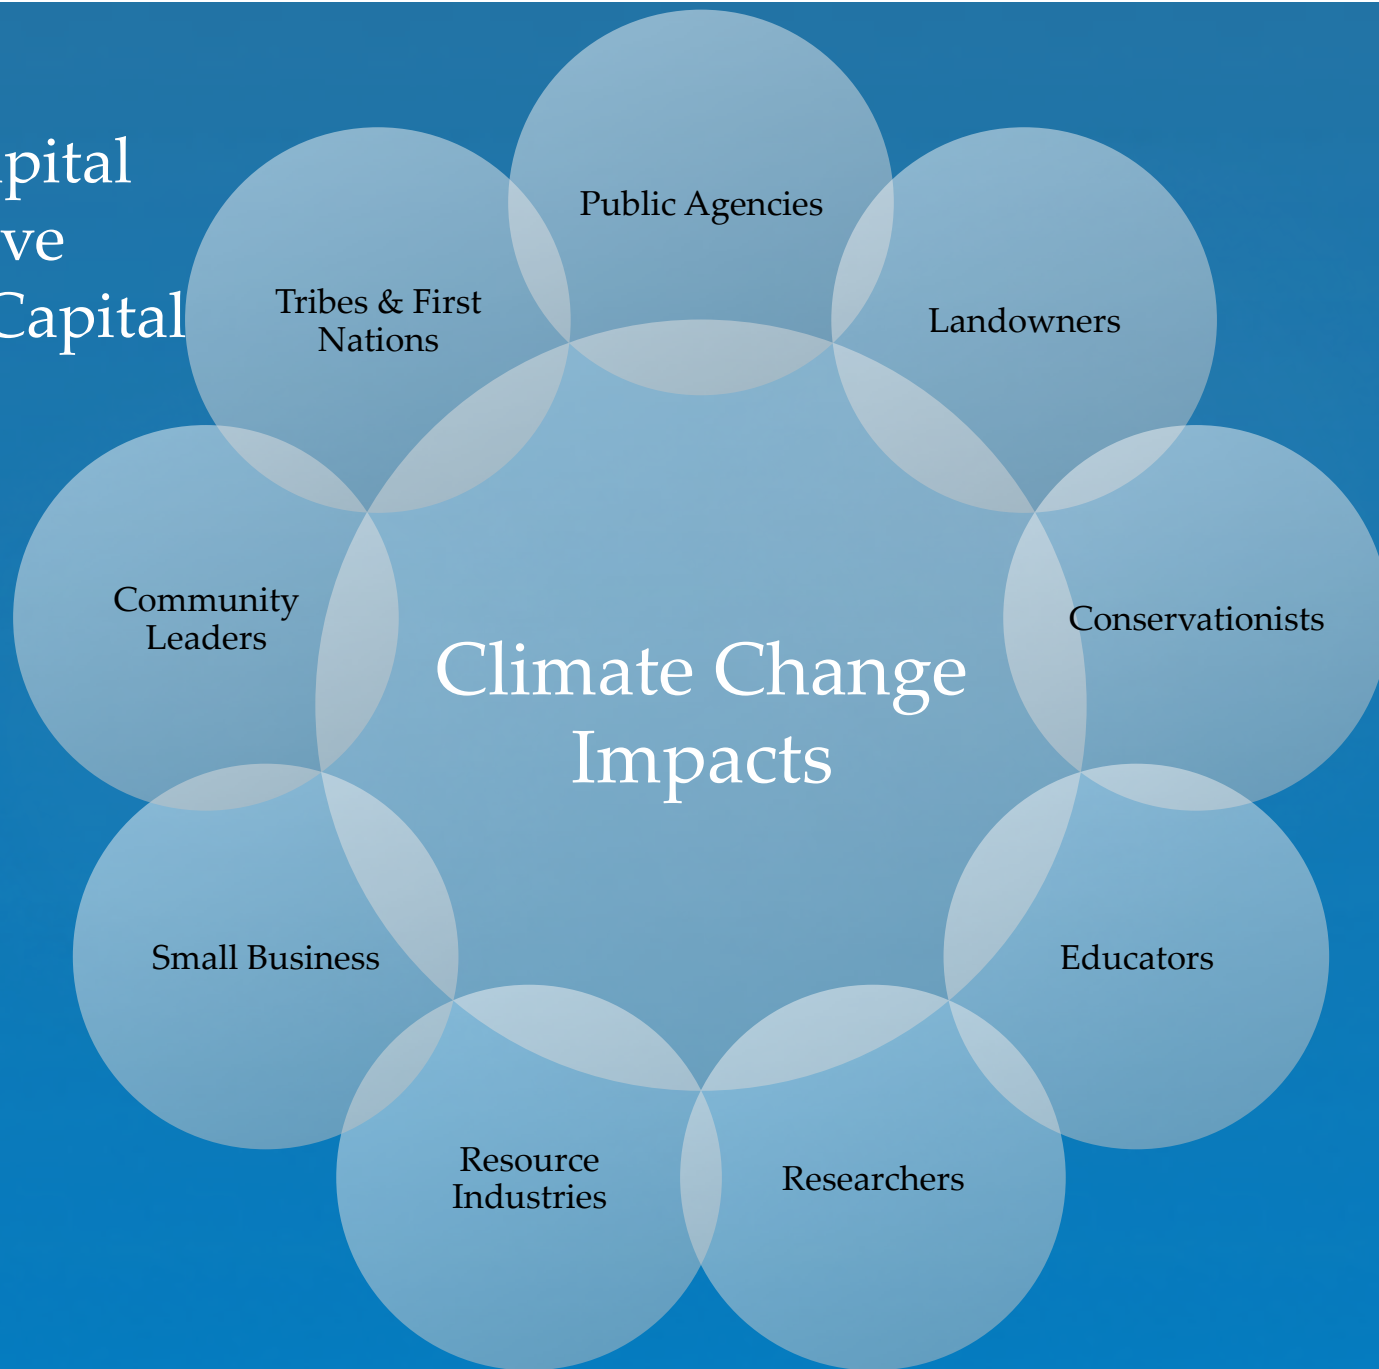 pital
ve
Capital
Public Agencies
Tribes & First
Nations
Landowners
Community
Leaders
Conservationists
Climate Change
Impacts
Small Business
Educators
Resource
Industries
Researchers